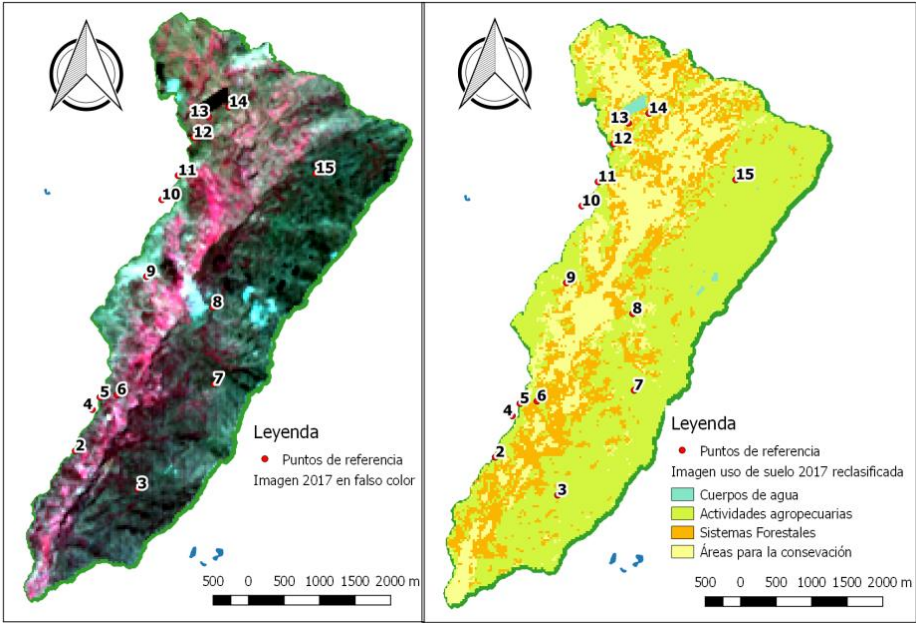 13
14
12
15
11
10
9
8
7
6
5
4
2
3
Leyenda
Puntos de referencia
Imagen 2017 en falso color
500 0 500 1000 1500 2000 m
13
14
12
15
11
10
9
8
7
6
5
4
2
3
Leyenda
Puntos de referencia
Imagen uso de suelo 2017 reclasificada
Cuerpos de agua
Actividades agropecuarias
Sistemas Forestales
Áreas para la consevación
500 0 500 1000 1500 2000 m